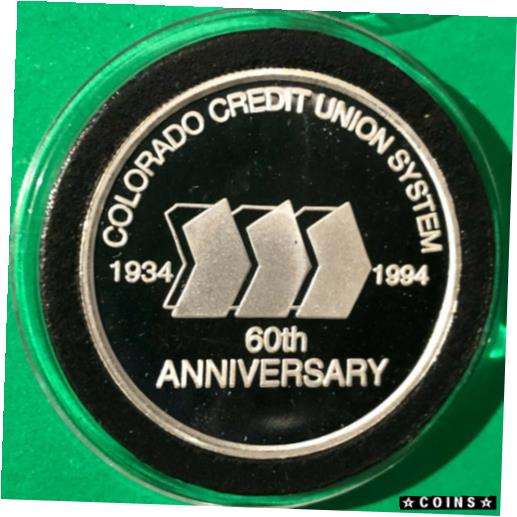 COLORADO CREDIT UNION SYSTEM
1934 1994
60th
ANNIVERSARY
☆COINS☆